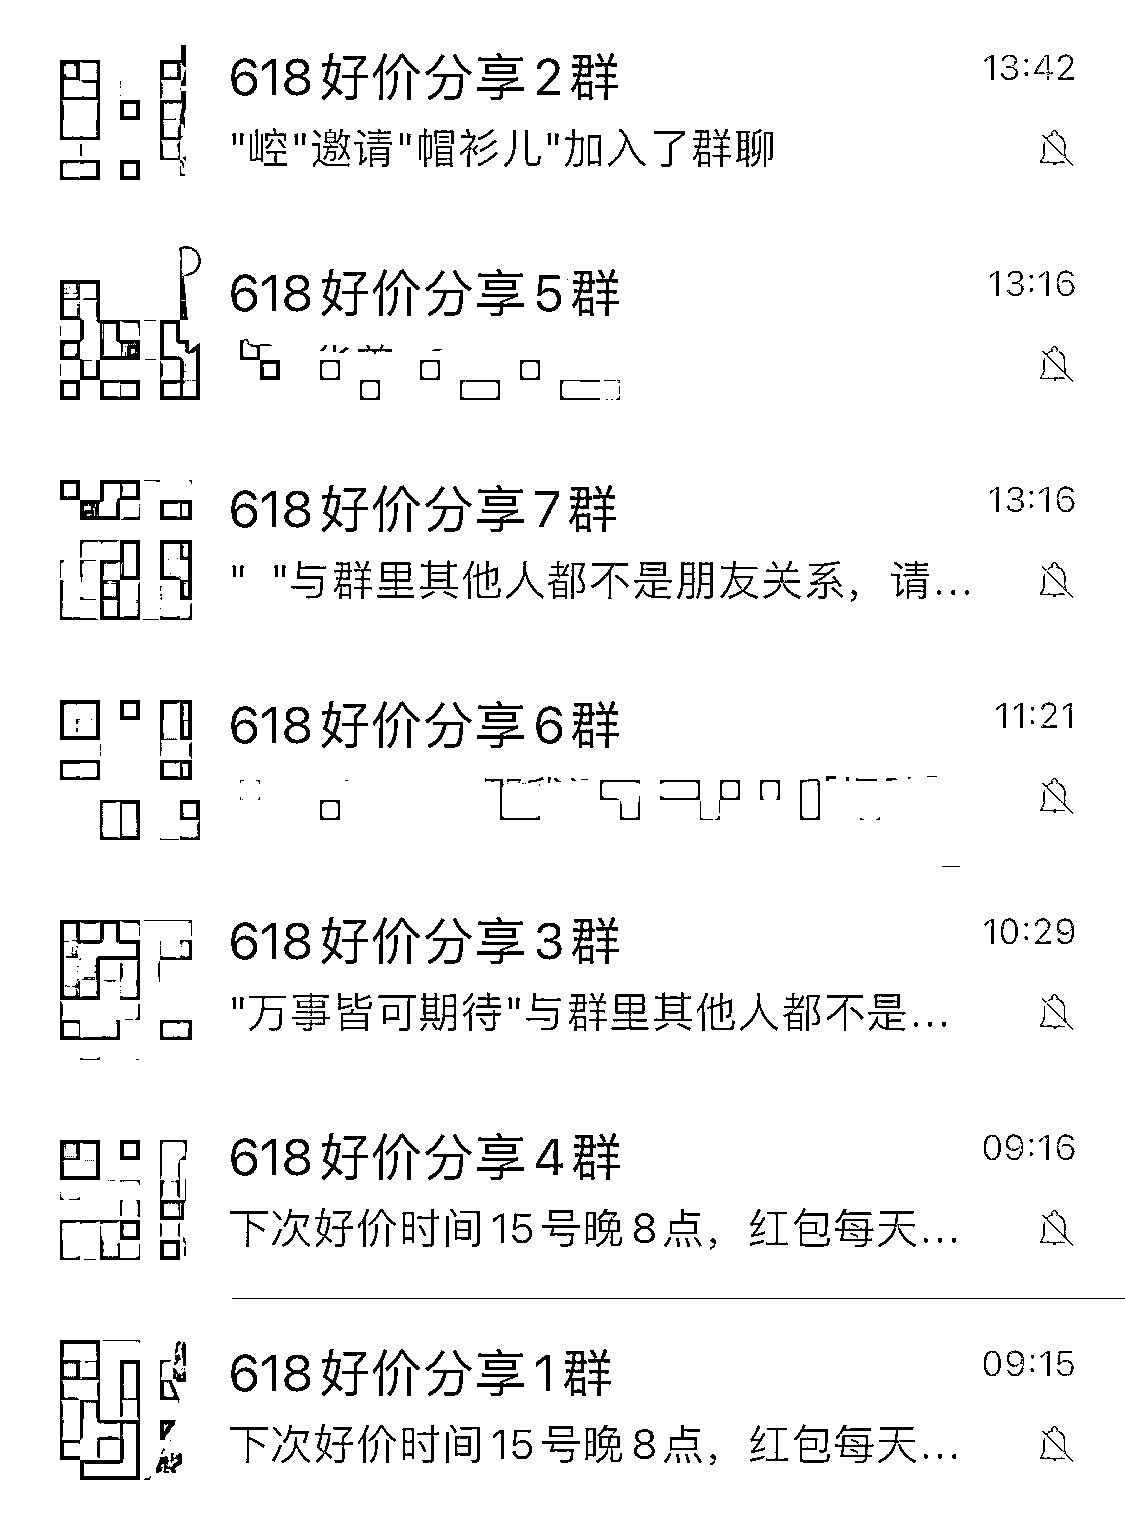 618好价分享2群
13:42
"崆"邀请"帽衫儿"加入了群聊
618好价分享5群
13:16
618好价分享7群
13:16
" "与群里其他人都不是朋友关系，请...
618好价分享6群
11:21
618好价分享3群
10:29
"万事皆可期待"与群里其他人都不是...
618好价分享4群
09:16
下次好价时间15号晚8点，红包每天...
618好价分享1群
09:15
下次好价时间15号晚8点，红包每天...